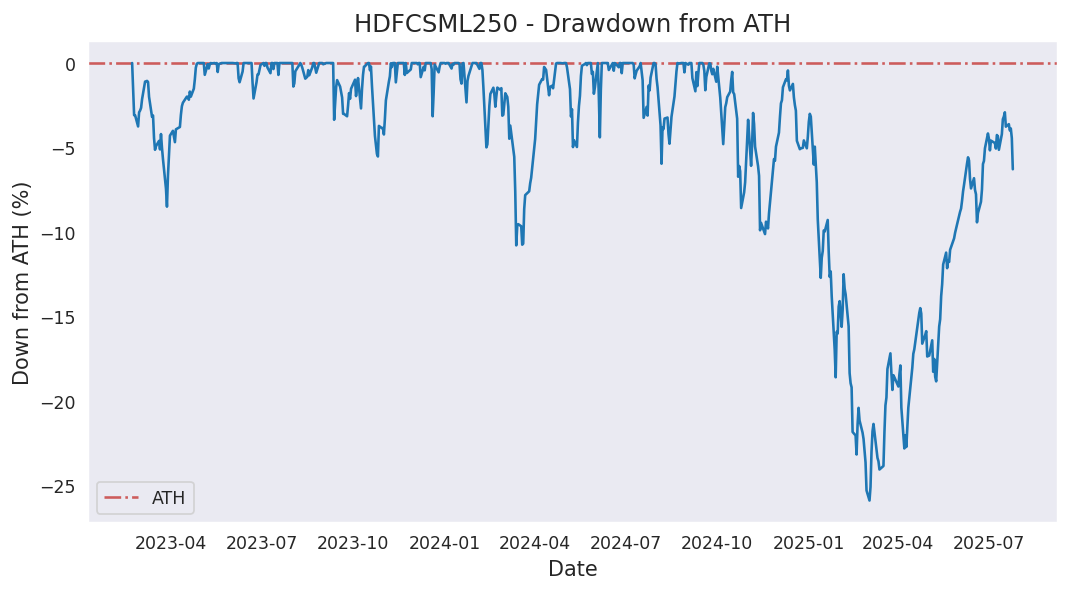 HDFCSML250 - Drawdown from ATH
Down from ATH (%)
0
−5
−10
−15
−20
−25
ATH
2023-04 2023-07 2023-10 2024-01 2024-04 2024-07 2024-10 2025-01 2025-04 2025-07
Date